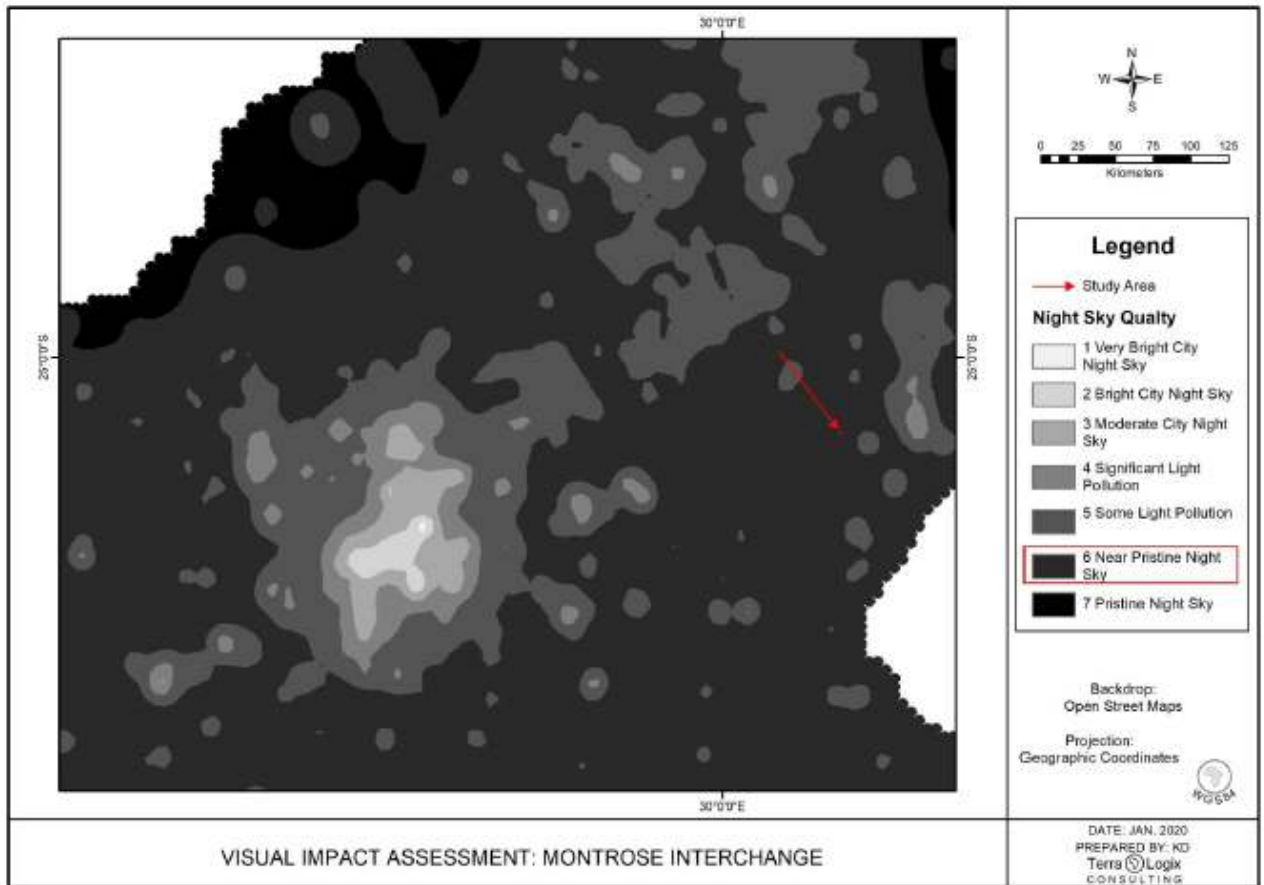 30°0'0"E
N
W E
S
0 25 50 75 100 125
Kilometers
Legend
Study Area
Night Sky Qualty
1 Very Bright City
Night Sky
2 Bright City Night Sky
3 Moderate City Night
Sky
4 Significant Light
Pollution
5 Some Light Pollution
6 Near Pristine Night
Sky
7 Pristine Night Sky
25°0'0"S
25°0'0"S
Backdrop:
Open Street Maps
Projection:
Geographic Coordinates
WGS84
30°0'0"E
VISUAL IMPACT ASSESSMENT: MONTROSE INTERCHANGE
DATE: JAN. 2020
PREPARED BY: KD
Terra Logix
CONSULTING